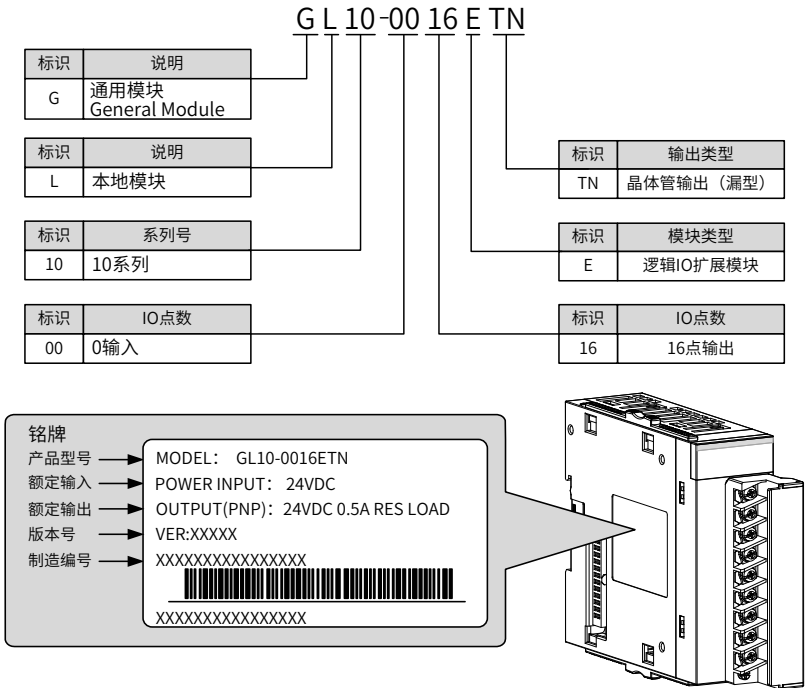 GL10-0016ETN
标识 说明
G 通用模块
General Module
标识 说明
L 本地模块
标识 系列号
10 10系列
标识 IO点数
00 0输入
标识 输出类型
TN 晶体管输出（漏型）
标识 模块类型
E 逻辑IO扩展模块
标识 IO点数
16 16点输出
铭牌
产品型号 MODEL： GL10-0016ETN
额定输入 POWER INPUT： 24VDC
额定输出 OUTPUT(PNP)：24VDC 0.5A RES LOAD
版本号 VER:XXXXX
制造编号 XXXXXXXXXXXXXXXX
XXXXXXXXXXXXXXXX